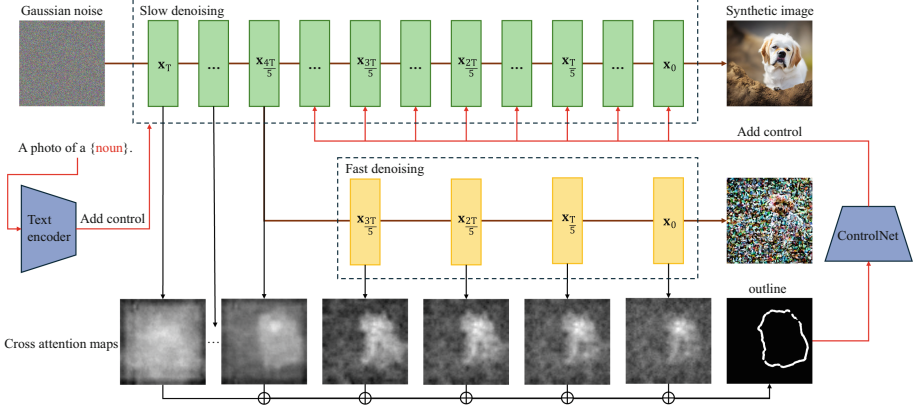 Gaussian noise
Slow denoising
Synthetic image
x_T
...
x_{4T/5}
...
x_{3T/5}
...
x_{2T/5}
...
x_{T/5}
...
x_0
Add control
A photo of a {noun}.
Fast denoising
Text
encoder
Add control
x_{3T/5}
x_{2T/5}
x_{T/5}
x_0
ControlNet
outline
Cross attention maps
...